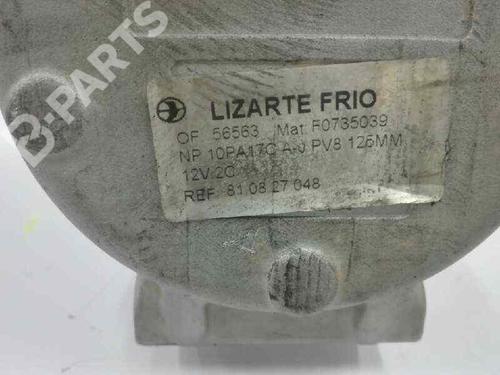 B-PARTS
LIZARTE FRIO
OF 56563 Mat F0735039
NP 10PA17C A-J PV8 125MM
12V 2C
REF. 81.08.27.048